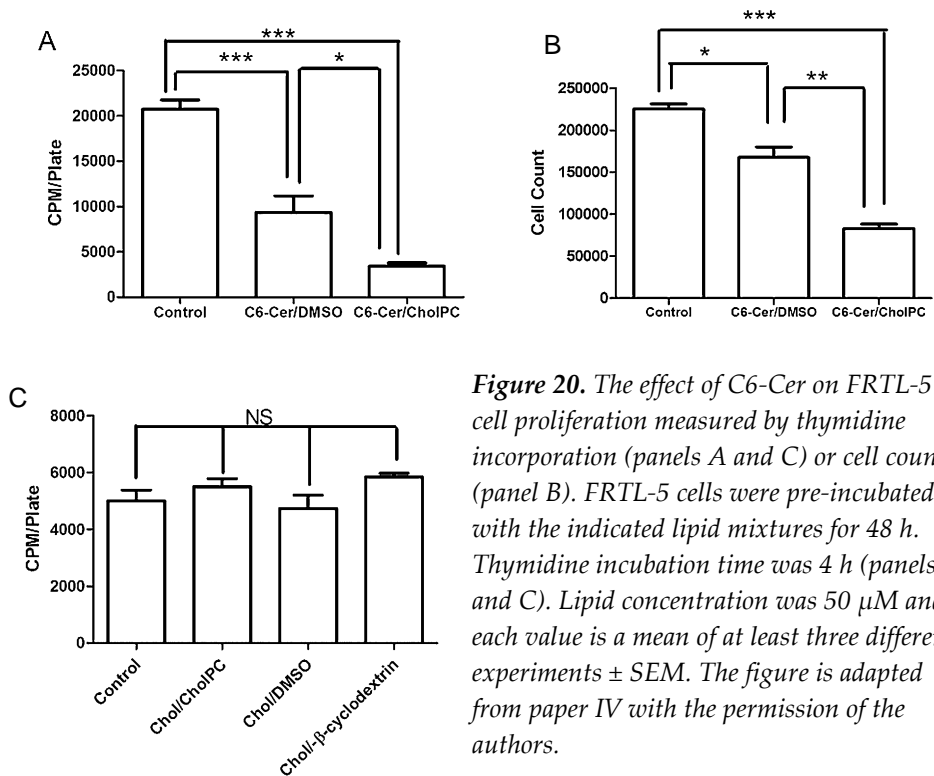 A
***
***
*
CPM/Plate
25000
20000
15000
10000
5000
0
Control
C6-Cer/DMSO
C6-Cer/CholPC
B
***
*
**
Cell Count
250000
200000
150000
100000
50000
0
Control
C6-Cer/DMSO
C6-Cer/CholPC
C
NS
CPM/Plate
8000
6000
4000
2000
0
Control
Chol/CholPC
Chol/DMSO
Chol/-β-cyclodextrin
Figure 20. The effect of C6-Cer on FRTL-5
cell proliferation measured by thymidine
incorporation (panels A and C) or cell coun
(panel B). FRTL-5 cells were pre-incubated
with the indicated lipid mixtures for 48 h.
Thymidine incubation time was 4 h (panels
and C). Lipid concentration was 50 µM an
each value is a mean of at least three differe
experiments ± SEM. The figure is adapted
from paper IV with the permission of the
authors.